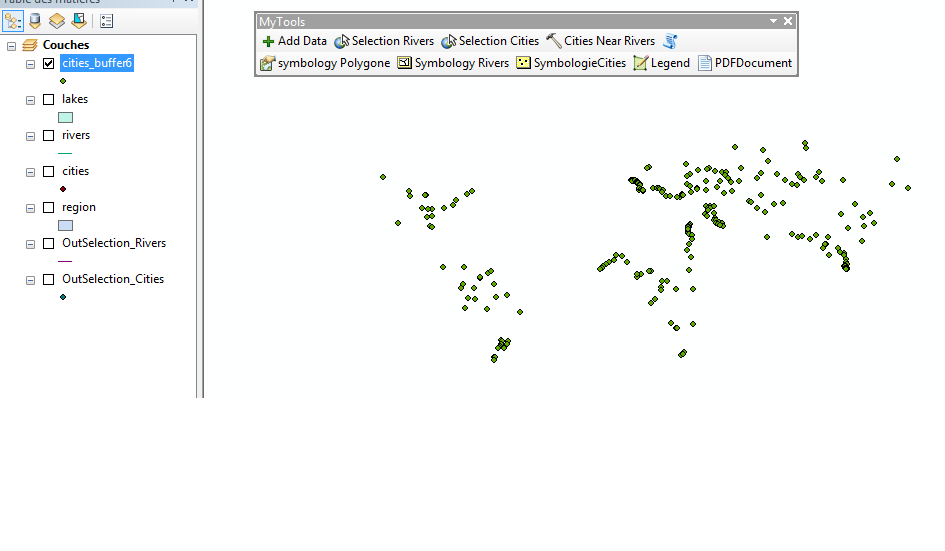 Table des matières
Couches
cities_buffer6
lakes
rivers
cities
region
OutSelection_Rivers
OutSelection_Cities
MyTools
Add Data Selection Rivers Selection Cities Cities Near Rivers
symbology Polygone Symbology Rivers SymbologieCities Legend PDFDocument